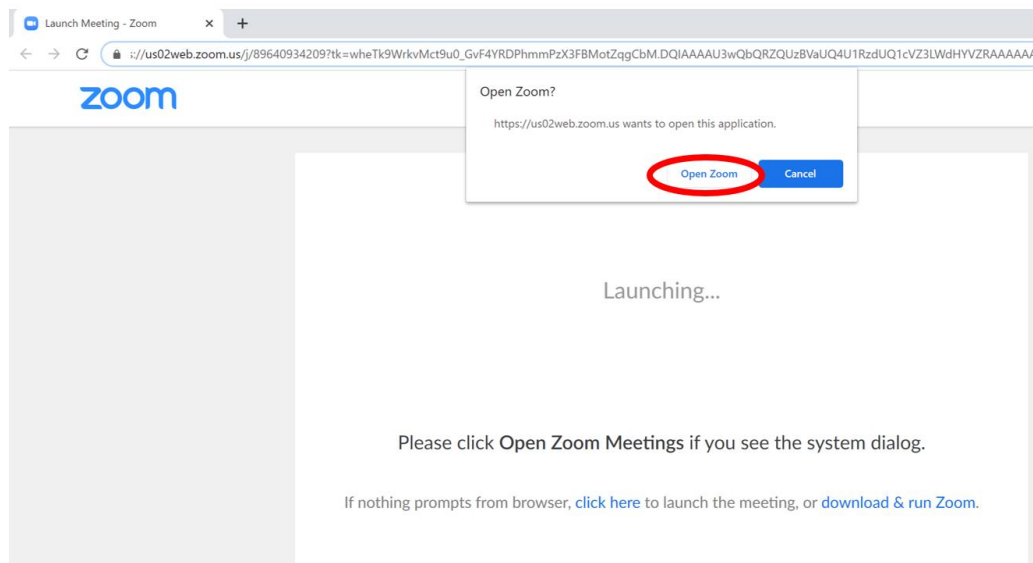 Launch Meeting - Zoom
us02web.zoom.us/j/89640934209?tk=wheTk9WrkvMct9u0_GvF4YRDPhmmPzX3FBMotZqgCbM.DQIAAAAU3wQbQRZQUzBVaUQ4U1RzdUQ1cVZ3LWdHYVZRAAAAAA
zoom
Open Zoom?
https://us02web.zoom.us wants to open this application.
Open Zoom Cancel
Launching...
Please click Open Zoom Meetings if you see the system dialog.
If nothing prompts from browser, click here to launch the meeting, or download & run Zoom.